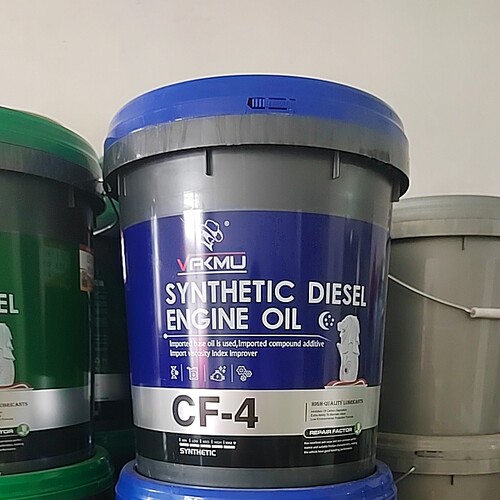 VAKMU
SYNTHETIC DIESEL
ENGINE OIL
Imported base oil is used,Imported compound additive
Import viscosity index improver
CF-4
HIGH-QUALITY LUBRICANTS
REPAIR FACTOR
SYNTHETIC
EL
LUBRICANTS